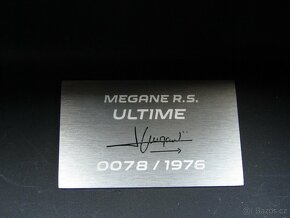 MEGANE R.S.
ULTIME
0078 / 1976